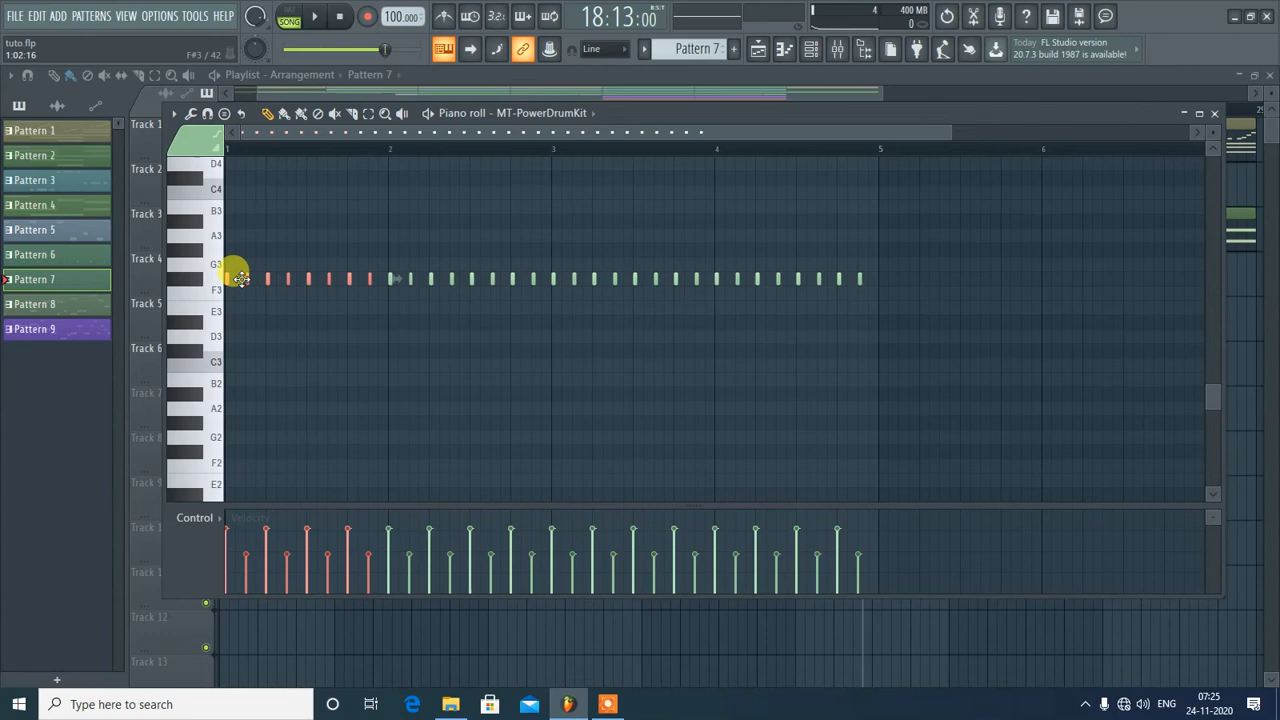 FILE EDIT ADD PATTERNS VIEW OPTIONS TOOLS HELP
tuto.flp
1:02:16
F#3 / 42
SONG
100.000
3.2.
18:13:00
B:S:T
4
400 MB
0
Line
Pattern 7
Today FL Studio version
20.7.3 build 1987 is available!
Playlist - Arrangement
Pattern 7
Pattern 1
Pattern 2
Pattern 3
Pattern 4
Pattern 5
Pattern 6
Pattern 7
Pattern 8
Pattern 9
Track 1
Track 2
Track 3
Track 4
Track 5
Track 6
Track 7
Track 8
Track 9
Track 12
Track 13
Piano roll - MT-PowerDrumKit
1 2 3 4 5 6
D4
C4
B3
A3
G3
F3
E3
D3
C3
B2
A2
G2
F2
E2
Control
Velocity
Type here to search
ENG
07:25
24-11-2020